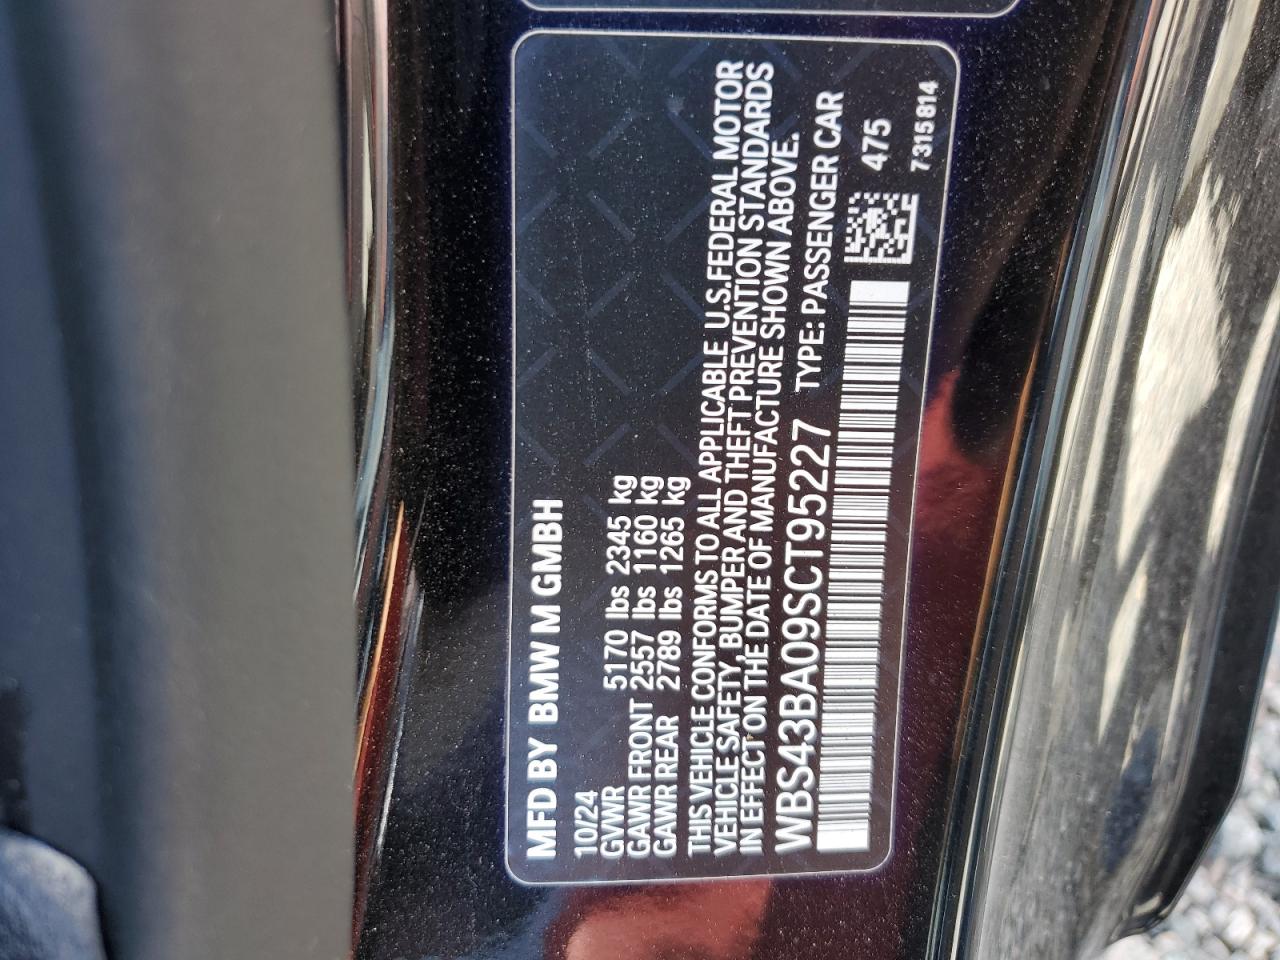 MFD BY BMW M GMBH
10/24
GVWR 5170 lbs 2345 kg
GAWR FRONT 2557 lbs 1160 kg
GAWR REAR 2789 lbs 1265 kg
THIS VEHICLE CONFORMS TO ALL APPLICABLE U.S.FEDERAL MOTOR
VEHICLE SAFETY, BUMPER AND THEFT PREVENTION STANDARDS
IN EFFECT ON THE DATE OF MANUFACTURE SHOWN ABOVE.
WBS43BA09SCT95227 TYPE: PASSENGER CAR
475
7315814